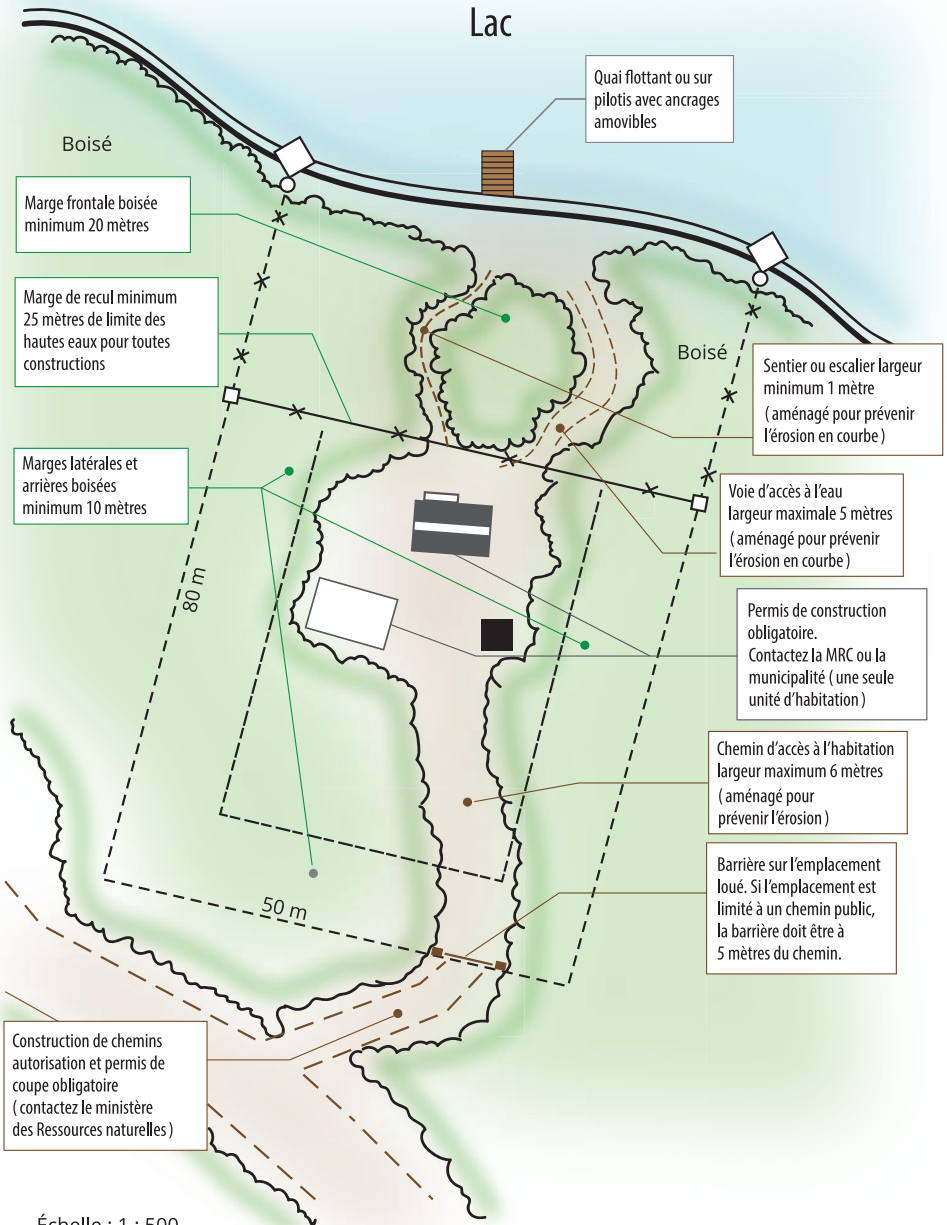 Lac
Quai flottant ou sur
pilotis avec ancrages
amovibles
Boisé
Marge frontale boisée
minimum 20 mètres
Marge de recul minimum
25 mètres de limite des
hautes eaux pour toutes
constructions
Boisé
Sentier ou escalier largeur
minimum 1 mètre
( aménagé pour prévenir
l'érosion en courbe )
Marges latérales et
arrières boisées
minimum 10 mètres
Voie d'accès à l'eau
largeur maximale 5 mètres
( aménagé pour prévenir
l'érosion en courbe )
80 m
Permis de construction
obligatoire.
Contactez la MRC ou la
municipalité ( une seule
unité d'habitation )
Chemin d'accès à l'habitation
largeur maximum 6 mètres
( aménagé pour
prévenir l'érosion )
Barrière sur l'emplacement
loué. Si l'emplacement est
limité à un chemin public,
la barrière doit être à
5 mètres du chemin.
50 m
Construction de chemins
autorisation et permis de
coupe obligatoire
( contactez le ministère
des Ressources naturelles )
Échelle : 1 : 500